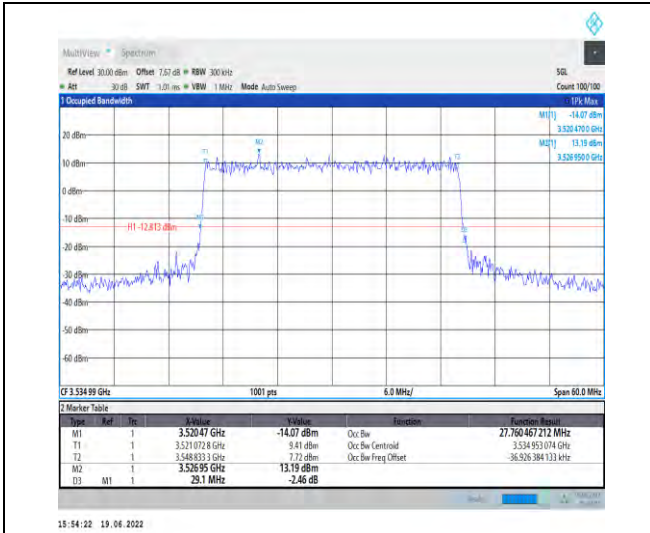 MultiView Spectrum
Ref Level 30.00 dBm Offset 7.67 dB RBW 300 kHz SGL
Att 30 dB SWT 1.01 ms VBW 1 MHz Mode Auto Sweep Count 100/100
1 Occupied Bandwidth 1Pk Max
M1[1] -14.07 dBm
3.520 470 0 GHz
M2[1] 13.19 dBm
3.526 950 0 GHz
20 dBm
M2
T1
T2
10 dBm
0 dBm
-10 dBm
H1 -12.813 dBm
-30 dBm
-40 dBm
-50 dBm
-60 dBm
CF 3.534 99 GHz 1001 pts 6.0 MHz/ Span 60.0 MHz
2 Marker Table
Type Ref Trc X-Value Y-Value Function Function Result
M1 1 3.520 47 GHz -14.07 dBm Occ Bw 27.760 467 212 MHz
T1 1 3.521 072 8 GHz 9.41 dBm Occ Bw Centroid 3.534 953 074 GHz
T2 1 3.548 833 3 GHz 7.72 dBm Occ Bw Freq Offset -36.926 384 133 kHz
M2 1 3.526 95 GHz 13.19 dBm
D3 M1 1 29.1 MHz -2.46 dB
15:54:22 19.06.2022